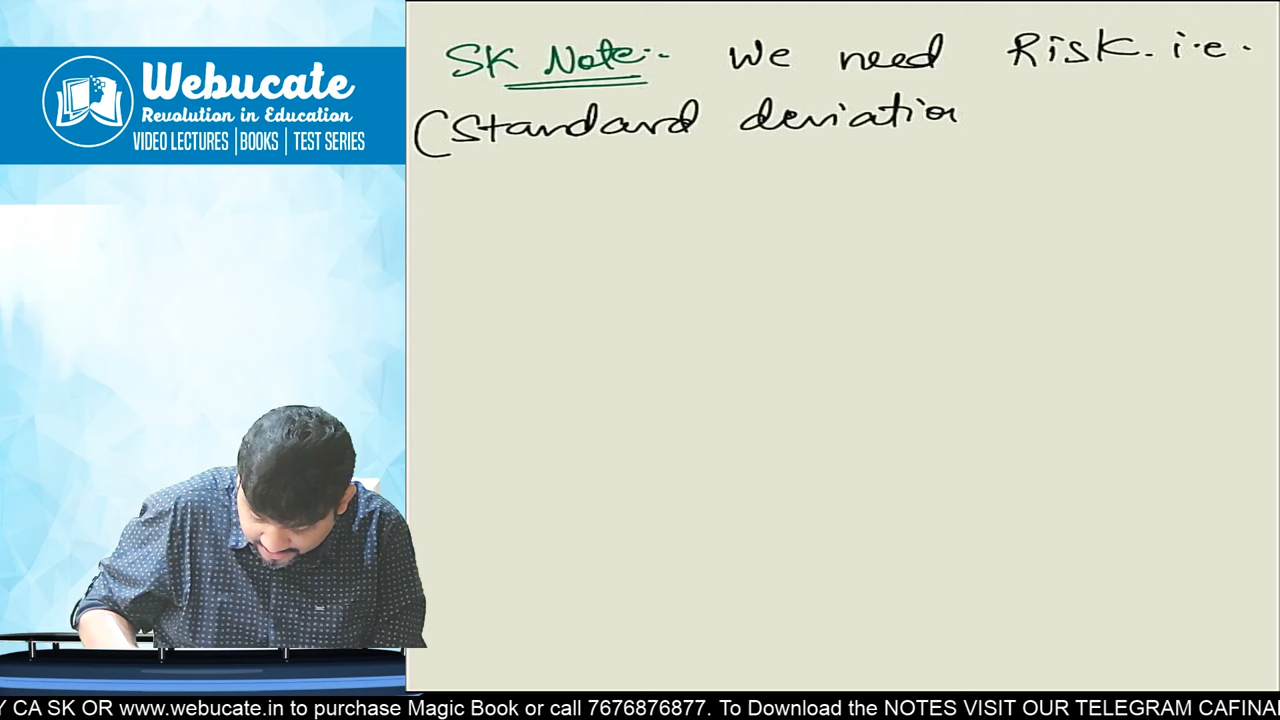 Webucate
Revolution in Education
VIDEO LECTURES | BOOKS | TEST SERIES
SK Note:- We need Risk. i.e.
(Standard deviation
Y CA SK OR www.webucate.in to purchase Magic Book or call 7676876877. To Download the NOTES VISIT OUR TELEGRAM CAFINA